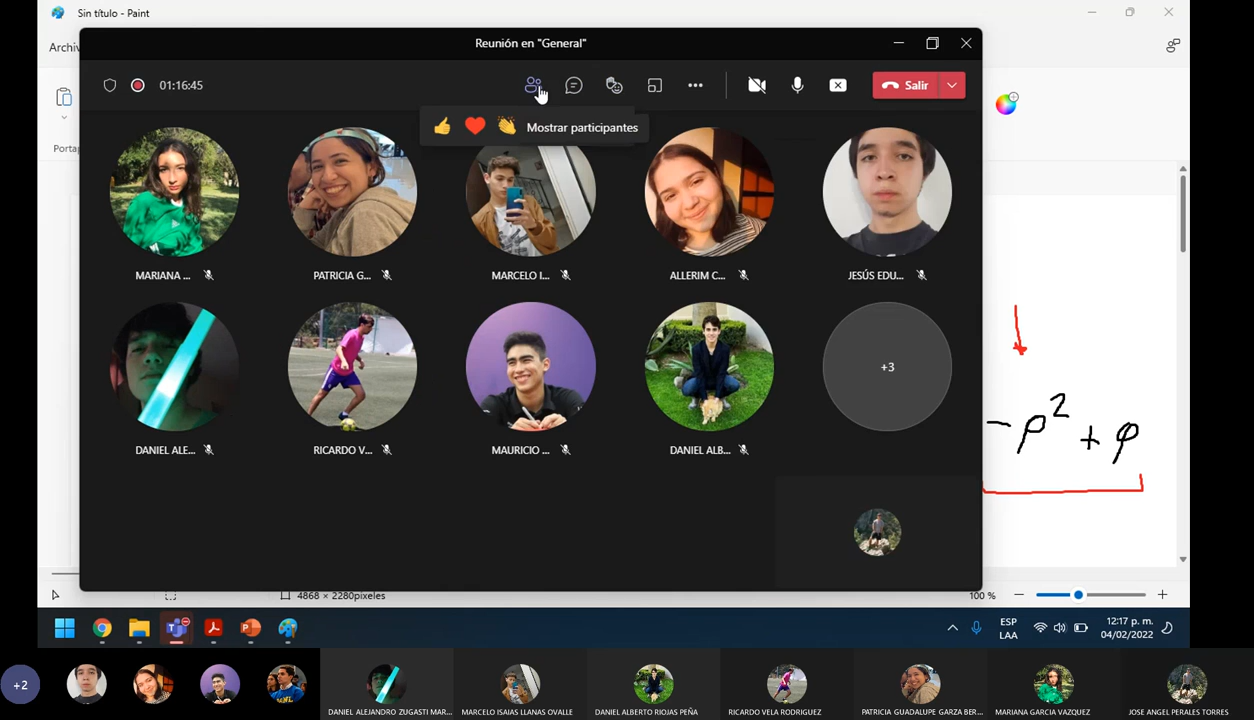 Sin título - Paint
Archiv
Reunión en "General"
01:16:45
Salir
Mostrar participantes
Portap
MARIANA ...
PATRICIA G...
MARCELO I...
ALLERIM C...
JESÚS EDU...
+3
DANIEL ALE...
RICARDO V...
MAURICIO ...
DANIEL ALB...
4868 × 2280píxeles
100 %
ESP
LAA
12:17 p. m.
04/02/2022
+2
DANIEL ALEJANDRO ZUGASTI MAR...
MARCELO ISAIAS LLANAS OVALLE
DANIEL ALBERTO RIOJAS PEÑA
RICARDO VELA RODRIGUEZ
PATRICIA GUADALUPE GARZA BER...
MARIANA GARCIA VAZQUEZ
JOSE ANGEL PERALES TORRES